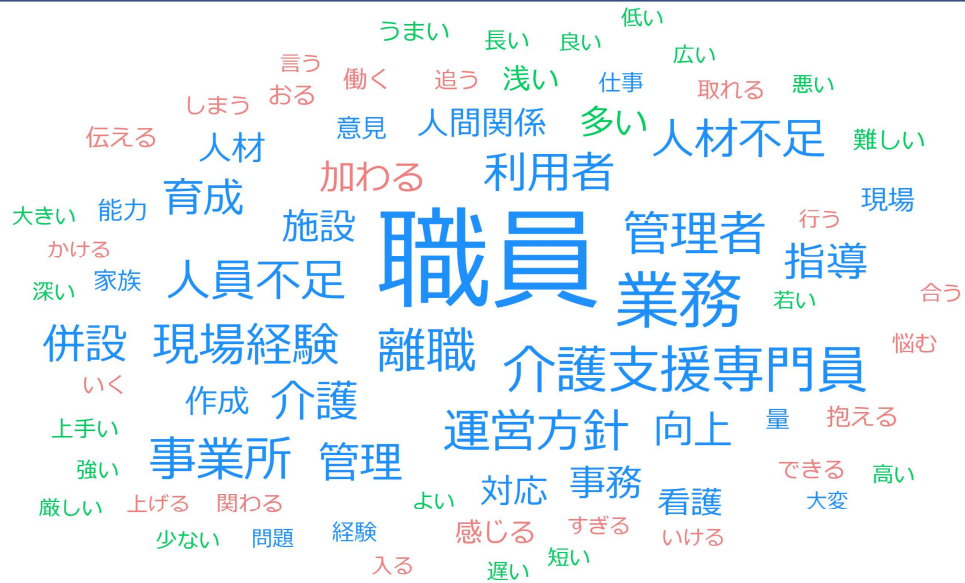 低い
うまい 長い 良い
広い
言う 働く 追う 浅い 仕事 取れる 悪い
しまう おる
伝える 人材 意見 人間関係 多い 人材不足 難しい
育成 加わる 利用者
大きい 能力 施設 職員 管理者 行う 現場
かける 指導
深い 家族 人員不足 業務 若い 合う
併設 現場経験 離職 介護支援専門員 悩む
いく
上手い 作成 介護 運営方針 向上 量 抱える
強い 事業所 管理 できる 高い
厳しい 上げる 関わる よい 対応 事務 看護 大変
少ない 問題 経験 感じる すぎる いける
入る 遅い 短い